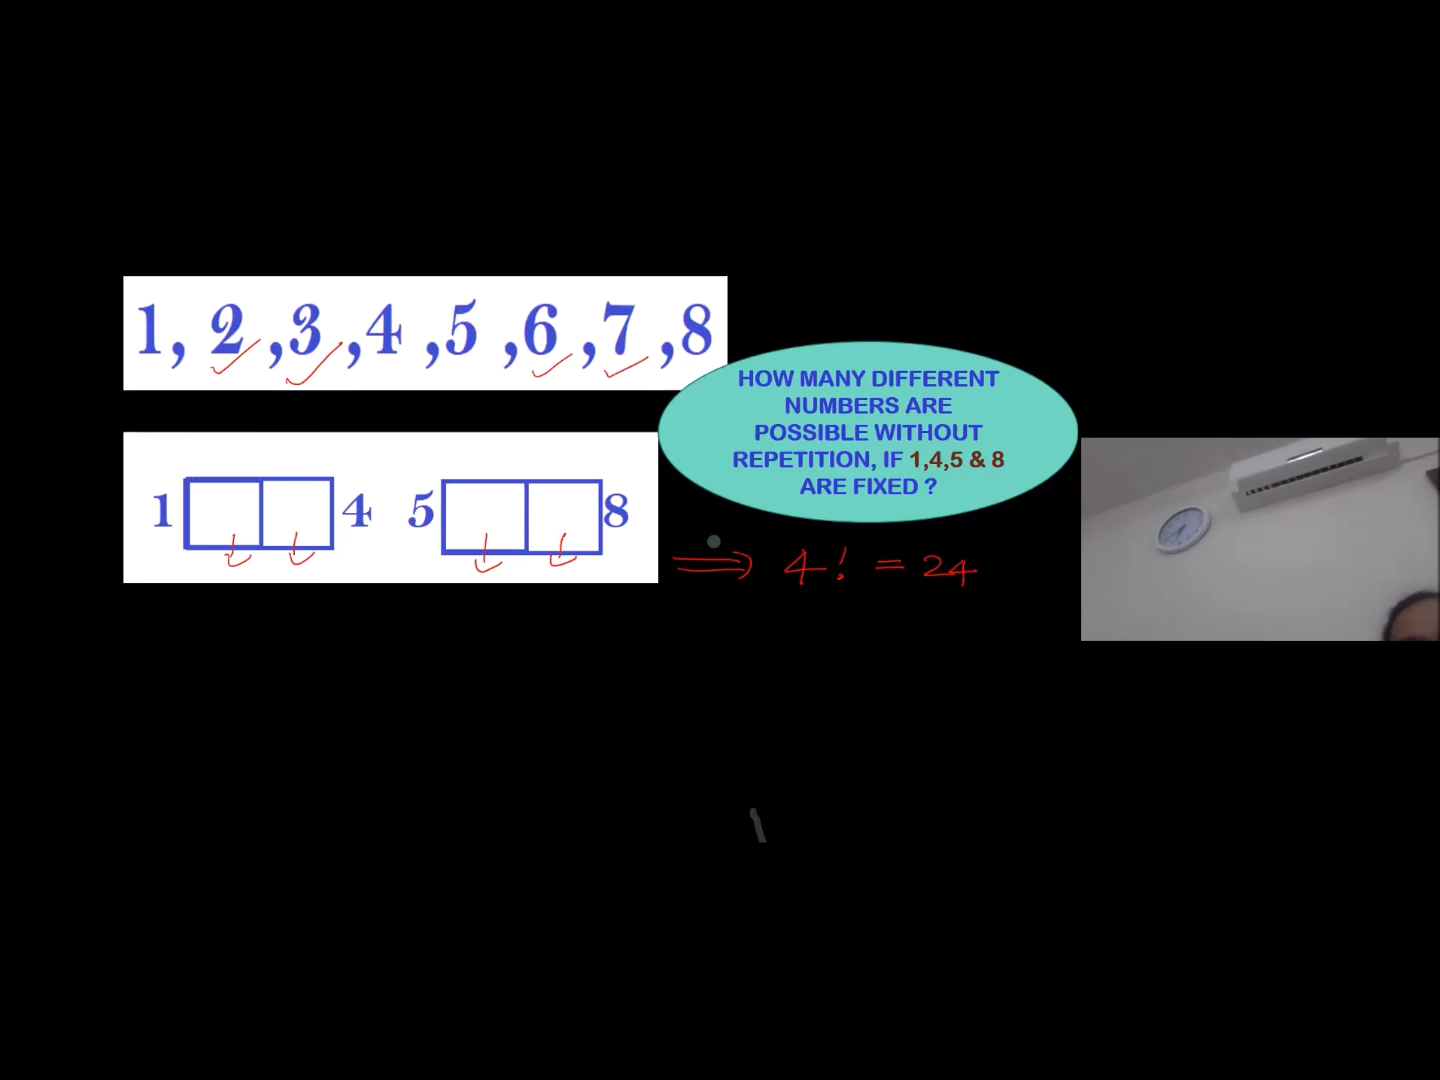 1, 2 ,3 ,4 ,5 ,6 ,7 ,8
HOW MANY DIFFERENT
NUMBERS ARE
POSSIBLE WITHOUT
REPETITION, IF 1,4,5 & 8
ARE FIXED ?
1 4 5 8
⇒ 4! = 24